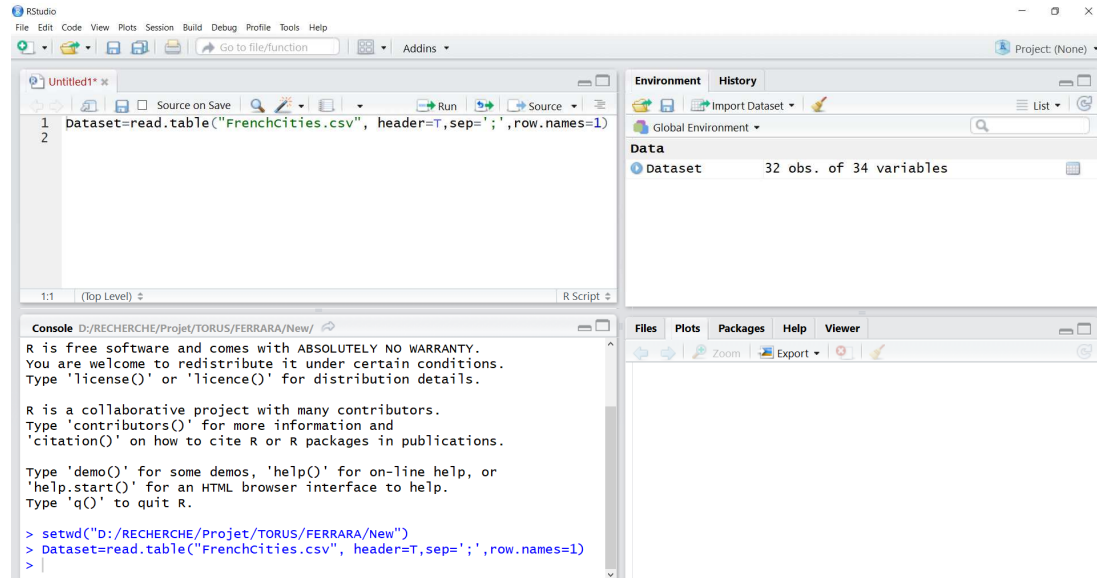 RStudio
File Edit Code View Plots Session Build Debug Profile Tools Help
Go to file/function Addins Project: (None)
Untitled1*
Source on Save Run Source
1 Dataset=read.table("FrenchCities.csv", header=T,sep=';',row.names=1)
2
1:1 (Top Level) R Script
Environment History
Import Dataset List
Global Environment
Data
Dataset 32 obs. of 34 variables
Console D:/RECHERCHE/Projet/TORUS/FERRARA/New/
R is free software and comes with ABSOLUTELY NO WARRANTY.
You are welcome to redistribute it under certain conditions.
Type 'license()' or 'licence()' for distribution details.
R is a collaborative project with many contributors.
Type 'contributors()' for more information and
'citation()' on how to cite R or R packages in publications.
Type 'demo()' for some demos, 'help()' for on-line help, or
'help.start()' for an HTML browser interface to help.
Type 'q()' to quit R.
> setwd("D:/RECHERCHE/Projet/TORUS/FERRARA/New")
> Dataset=read.table("FrenchCities.csv", header=T,sep=';',row.names=1)
>
Files Plots Packages Help Viewer
Zoom Export